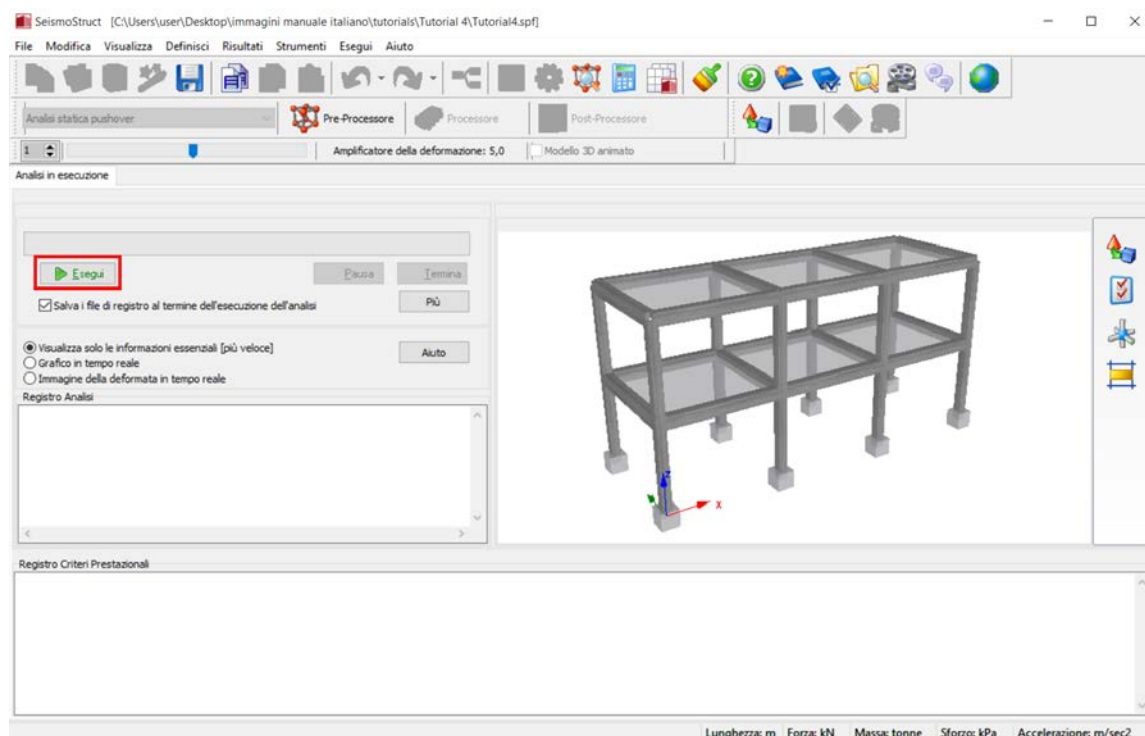 SeismoStruct [C:\Users\user\Desktop\immagini manuale italiano\tutorials\Tutorial 4\Tutorial4.spf]
File Modifica Visualizza Definisci Risultati Strumenti Esegui Aiuto
Analisi statica pushover Pre-Processore Processore Post-Processore
1 Amplificatore della deformazione: 5,0 Modello 3D animato
Analisi in esecuzione
Esegui Pausa Termina
Salva i file di registro al termine dell'esecuzione dell'analisi Più
Visualizza solo le informazioni essenziali [più veloce] Aiuto
Grafico in tempo reale
Immagine della deformata in tempo reale
Registro Analisi
z
x
Registro Criteri Prestazionali
Lunghezza: m Forza: kN Massa: tonne Sforzo: kPa Accelerazione: m/sec2